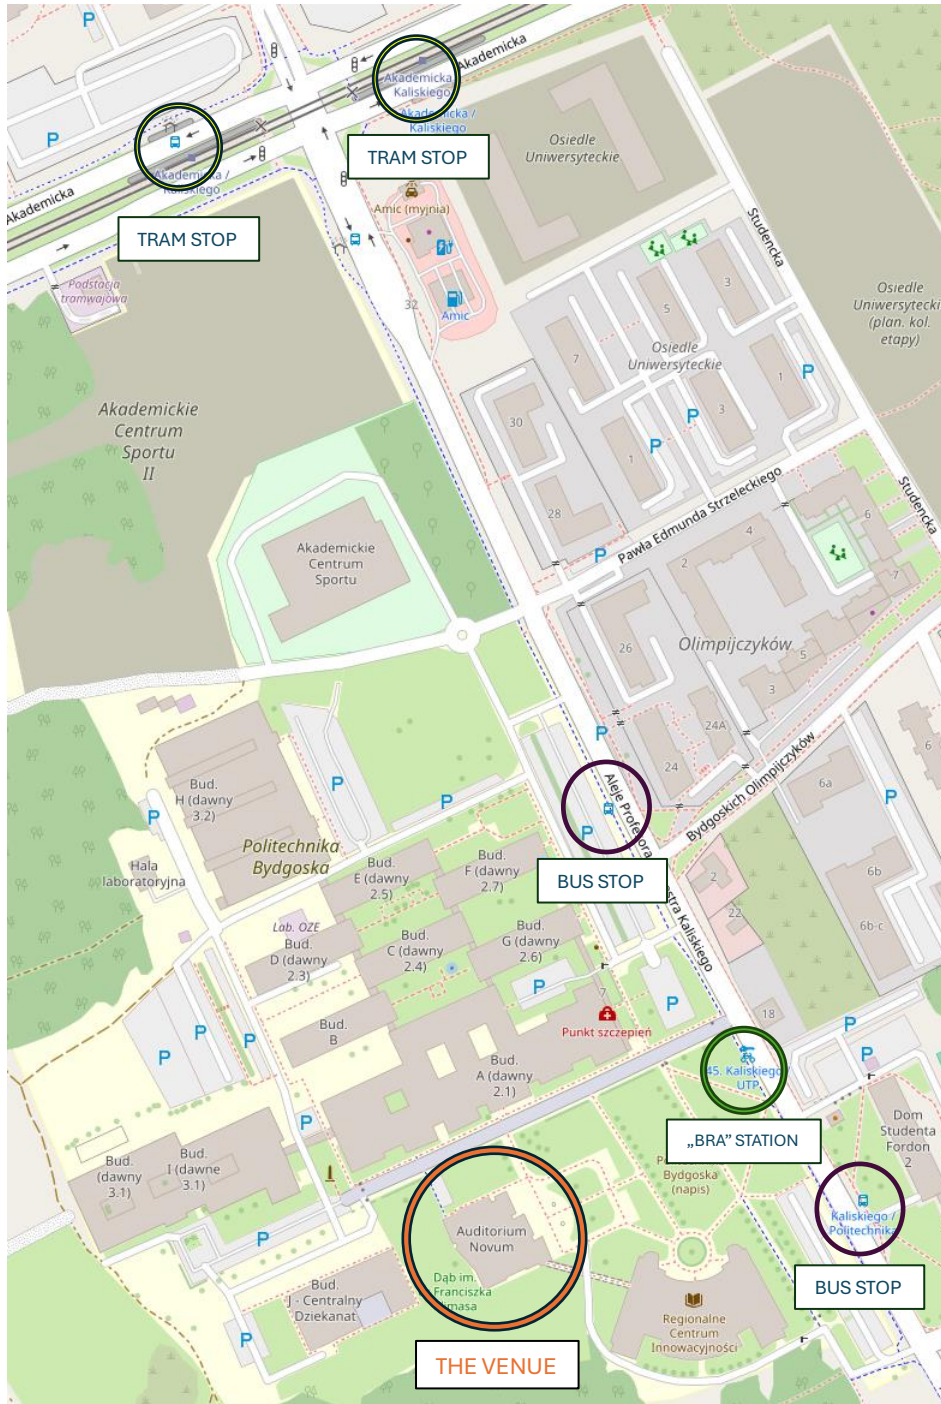 P
Akademicka
Akademicka /
Kaliskiego
Akademicka /
Kaliskiego
TRAM STOP
P
Akademicka /
Kaliskiego
Akademicka
TRAM STOP
Osiedle
Uniwersyteckie
Amic (myjnia)
Studencka
Podstacja
tramwajowa
32
Amic
3
5
Osiedle
Uniwersyteckie
7
1
P
Osiedle
Uniwersytecki
(plan. kol.
etapy)
Akademickie
Centrum
Sportu
II
30
3
P
1
P
Studencka
28
Pawła Edmunda Strzeleckiego
P
6
4
2
7
Akademickie
Centrum
Sportu
26
Olimpijczyków
5
3
P
24A
24
Bydgoskich Olimpijczyków
6
6a
P
Bud.
H (dawny
3.2)
P
P
P
P
Aleje Profesora
stra Kaliskiego
Politechnika
Bydgoska
Hala
laboratoryjna
Bud.
E (dawny
2.5)
Bud.
F (dawny
2.7)
BUS STOP
2
22
6b
6b-c
Lab. OZE
Bud.
D (dawny
2.3)
Bud.
C (dawny
2.4)
Bud.
G (dawny
2.6)
P
7
P
Punkt szczepień
18
P
P
P
P
Bud.
B
Bud.
A (dawny
2.1)
45. Kaliskiego /
UTP
P
„BRA” STATION
Dom
Studenta
Fordon
2
Bud.
(dawny
3.1)
Bud.
I (dawne
3.1)
Bydgoska
(napis)
Kaliskiego /
Politechnika
P
Auditorium
Novum
BUS STOP
Bud.
J - Centralny
Dziekanat
Dąb im.
Franciszka
P
Regionalne
Centrum
Innowacyjności
THE VENUE